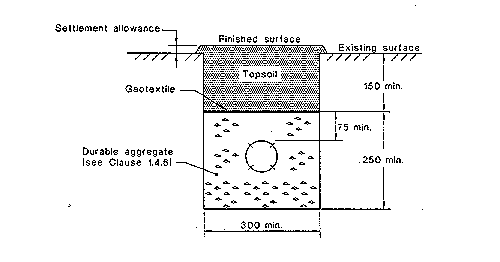 Settlement allowance
Finished surface
Existing surface
Topsoil
150 min.
Geotextile
75 min.
Durable aggregate
(see Clause 1.4.6)
250 min.
300 min.